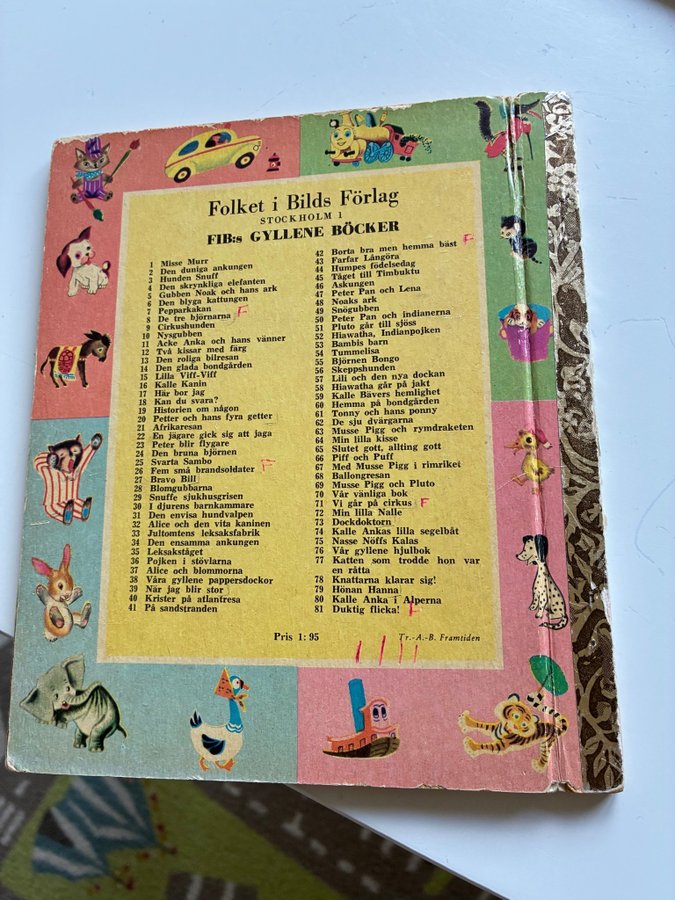 Folket i Bilds Förlag
STOCKHOLM 1
FIB:s GYLLENE BÖCKER
1 Misse Murr
2 Den duniga ankungen
3 Hunden Snuff
4 Den skrynkliga elefanten
5 Gubben Noak och hans ark
6 Den blyga kattungen
7 Pepparkakan
8 De tre björnarna F
9 Cirkushunden
10 Nysgubben
11 Acke Anka och hans vänner
12 Två kissar med färg
13 Den roliga bilresan
14 Den glada bondgården
15 Lilla Viff-Viff
16 Kalle Kanin
17 Här bor jag
18 Kan du svara?
19 Historien om någon
20 Petter och hans fyra getter
21 Afrikaresan
22 En jägare gick sig att jaga
23 Peter blir flygare
24 Den bruna björnen
25 Svarta Sambo F
26 Fem små brandsoldater
27 Bravo Bill
28 Blomgubbarna
29 Snuffe sjukhusgrisen
30 I djurens barnkammare
31 Den envisa hundvalpen
32 Alice och den vita kaninen
33 Jultomtens leksaksfabrik
34 Den ensamma ankungen
35 Leksakståget
36 Pojken i stövlarna
37 Alice och blommorna
38 Våra gyllene pappersdockor
39 När jag blir stor
40 Krister på atlantresa
41 På sandstranden
42 Borta bra men hemma bäst F
43 Farfar Långöra
44 Humpes födelsedag
45 Tåget till Timbuktu
46 Askungen
47 Peter Pan och Lena
48 Noaks ark
49 Snögubben
50 Peter Pan och indianerna
51 Pluto går till sjöss
52 Hiawatha, Indianpojken
53 Bambis barn
54 Tummelisa
55 Björnen Bongo
56 Skeppshunden
57 Lili och den nya dockan
58 Hiawatha går på jakt
59 Kalle Bävers hemlighet
60 Hemma på bondgården
61 Tonny och hans ponny
62 De sju dvärgarna
63 Musse Pigg och rymdraketen
64 Min lilla kisse
65 Slutet gott, allting gott
66 Piff och Puff
67 Med Musse Pigg i rimriket
68 Ballongresan
69 Musse Pigg och Pluto
70 Vår vänliga bok
71 Vi går på cirkus F
72 Min lilla Nalle
73 Dockdoktorn
74 Kalle Ankas lilla segelbåt
75 Nasse Nöffs Kalas
76 Vår gyllene hjulbok
77 Katten som trodde hon var
en råtta
78 Knattarna klarar sig!
79 Hönan Hanna
80 Kalle Anka i Alperna
81 Duktig flicka! F
Pris 1: 95
Tr.-A.-B. Framtiden